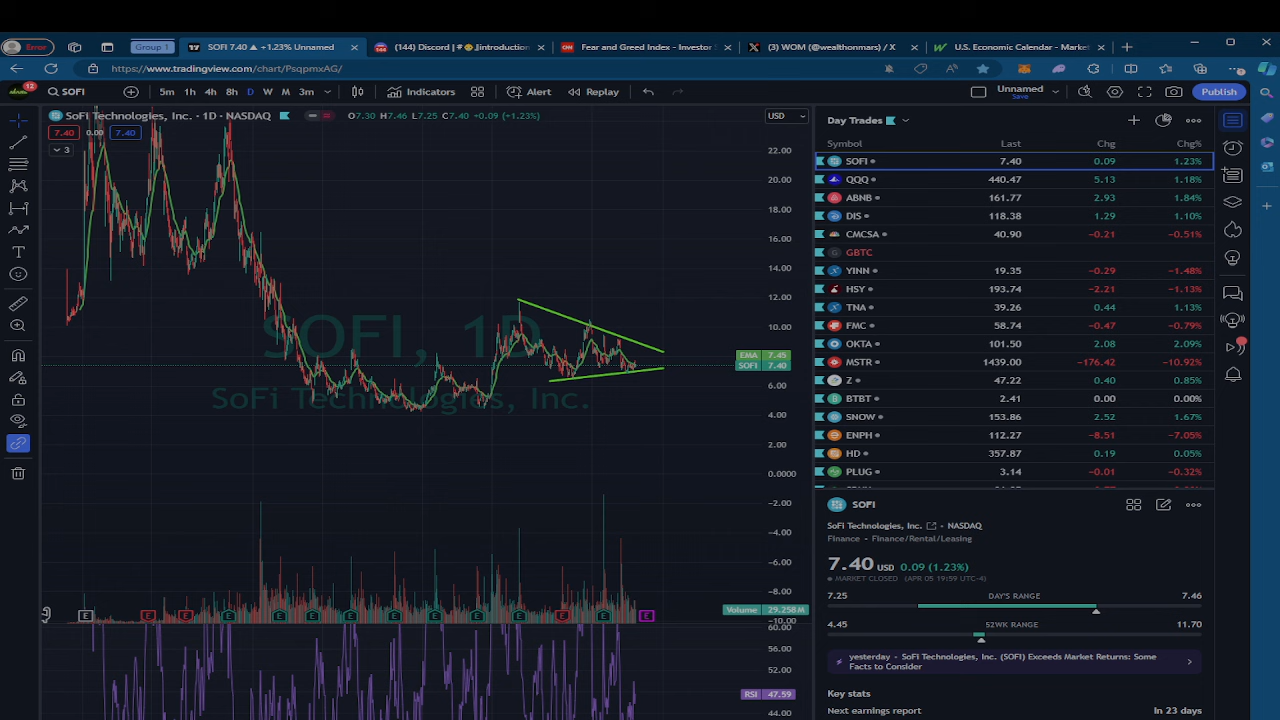 Error
Group 1
SOFI 7.40 ▲ +1.23% Unnamed
(144) Discord | # 👋 |introduction
Fear and Greed Index - Investor S
(3) WOM (@wealthonmars) / X
U.S. Economic Calendar - Market
https://www.tradingview.com/chart/PsqpmxAG/
12
SOFI
5m 1h 4h 8h D W M 3m
Indicators
Alert
Replay
Unnamed
Save
Publish
SoFi Technologies, Inc. · 1D · NASDAQ
O7.30 H7.46 L7.25 C7.40 -0.09 (+1.23%)
USD
7.40 0.00 7.40
3
22.00
20.00
18.00
16.00
14.00
12.00
10.00
EMA 7.45
SOFI 7.40
6.00
4.00
2.00
0.0000
−2.00
−4.00
−6.00
−8.00
Volume 29.258M
−10.00
60.00
56.00
52.00
RSI 47.59
44.00
SOFI, 1D
SoFi Technologies, Inc.
E E E E E E E E E E E E E E E
Day Trades
Symbol Last Chg Chg%
SOFI 7.40 0.09 1.23%
QQQ 440.47 5.13 1.18%
ABNB 161.77 2.93 1.84%
DIS 118.38 1.29 1.10%
CMCSA 40.90 −0.21 −0.51%
GBTC
YINN 19.35 −0.29 −1.48%
HSY 193.74 −2.21 −1.13%
TNA 39.26 0.44 1.13%
FMC 58.74 −0.47 −0.79%
OKTA 101.50 2.08 2.09%
MSTR 1439.00 −176.42 −10.92%
Z 47.22 0.40 0.85%
BTBT 2.41 0.00 0.00%
SNOW 153.86 2.52 1.67%
ENPH 112.27 −8.51 −7.05%
HD 357.87 0.19 0.05%
PLUG 3.14 −0.01 −0.32%
SOFI
SoFi Technologies, Inc. · NASDAQ
Finance · Finance/Rental/Leasing
7.40 USD 0.09 (1.23%)
MARKET CLOSED (APR 05 19:59 UTC-4)
7.25 DAY'S RANGE 7.46
4.45 52WK RANGE 11.70
yesterday · SoFi Technologies, Inc. (SOFI) Exceeds Market Returns: Some
Facts to Consider
Key stats
Next earnings report In 23 days